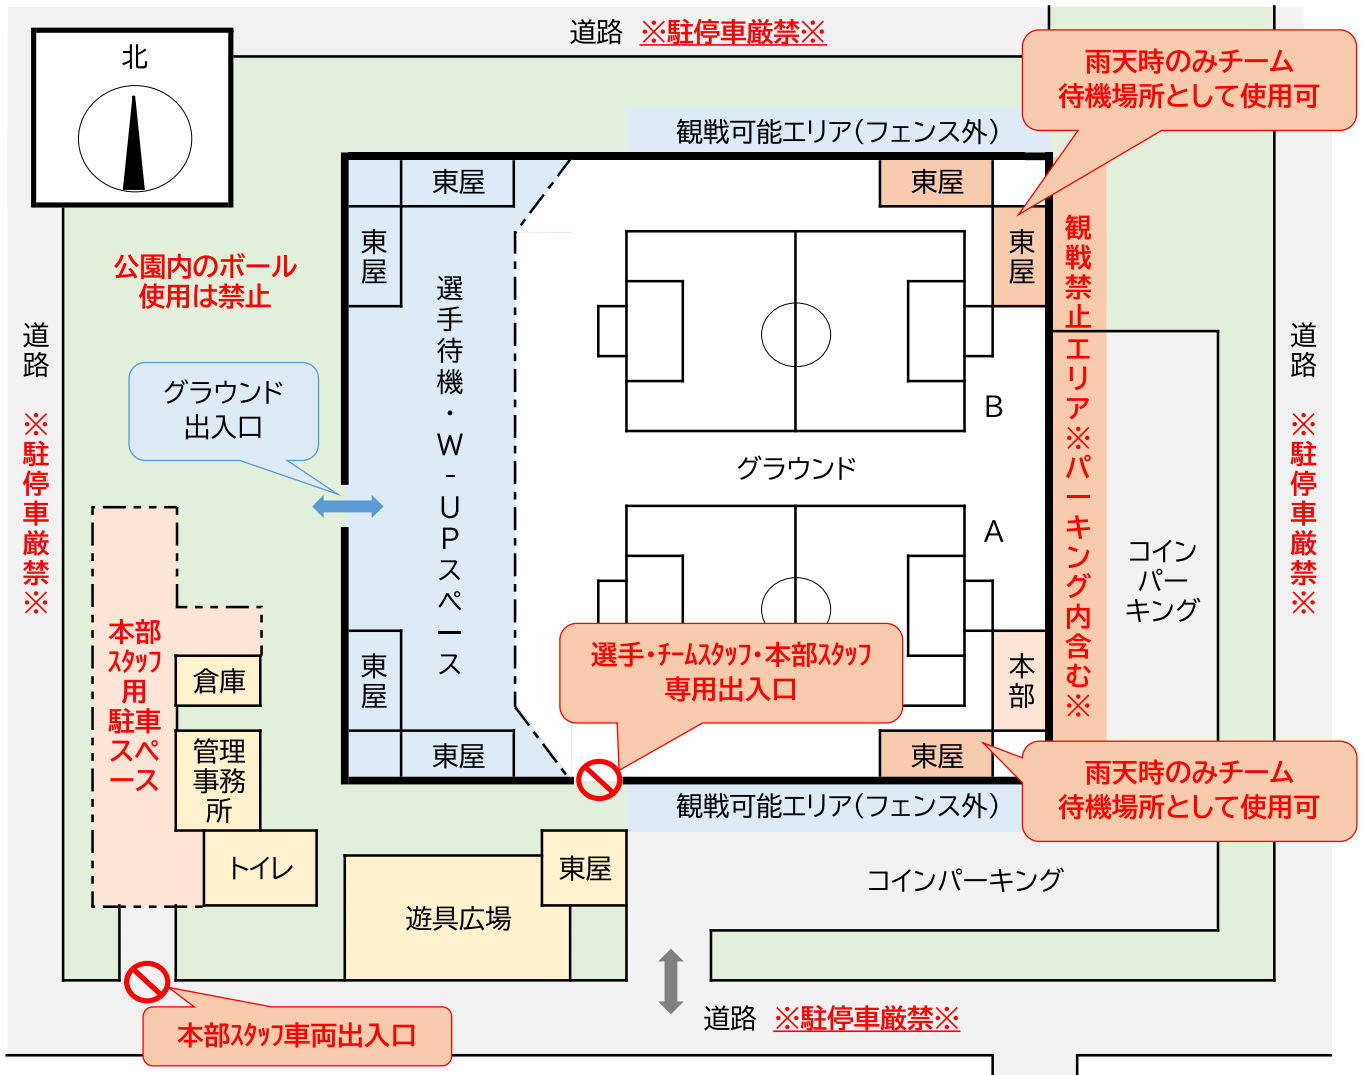 道路 ※駐停車厳禁※
北
雨天時のみチーム
待機場所として使用可
観戦可能エリア(フェンス外)
東屋
東屋
東屋
東屋
公園内のボール
使用は禁止
選手待機・W-UPスペース
観戦禁止エリア※パーキング内含む※
道路 ※駐停車厳禁※
道路 ※駐停車厳禁※
グラウンド
出入口
B
グラウンド
A
コイン
パー
キング
本部
スタッフ
用
駐車
スペ
ース
倉庫
管理
事務
所
トイレ
選手・チームスタッフ・本部スタッフ
専用出入口
東屋
本部
東屋
東屋
雨天時のみチーム
待機場所として使用可
観戦可能エリア(フェンス外)
東屋
遊具広場
コインパーキング
道路 ※駐停車厳禁※
本部スタッフ車両出入口